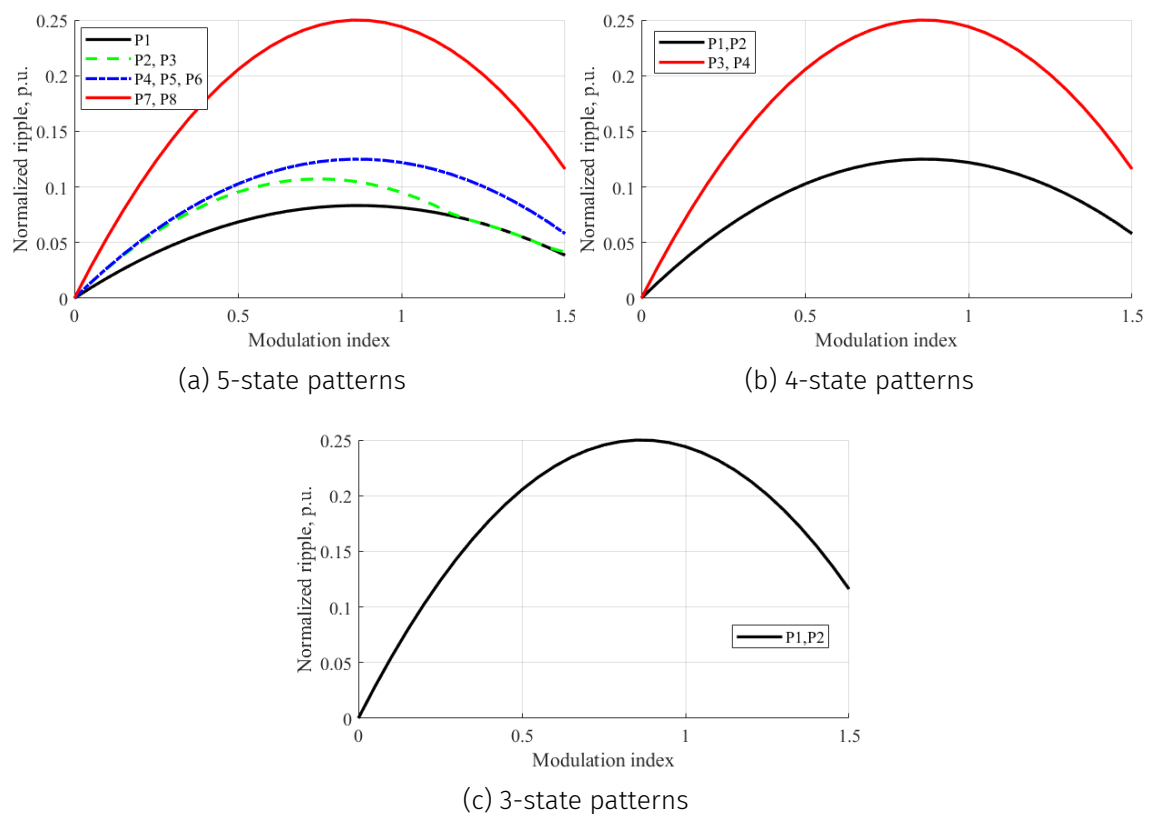 Normalized ripple, p.u.
0.25
0.2
0.15
0.1
0.05
0
P1
P2, P3
P4, P5, P6
P7, P8
0
0.5
1
1.5
Modulation index
(a) 5-state patterns
Normalized ripple, p.u.
0.25
0.2
0.15
0.1
0.05
0
P1,P2
P3, P4
0
0.5
1
1.5
Modulation index
(b) 4-state patterns
Normalized ripple, p.u.
0.25
0.2
0.15
0.1
0.05
0
P1,P2
0
0.5
1
1.5
Modulation index
(c) 3-state patterns